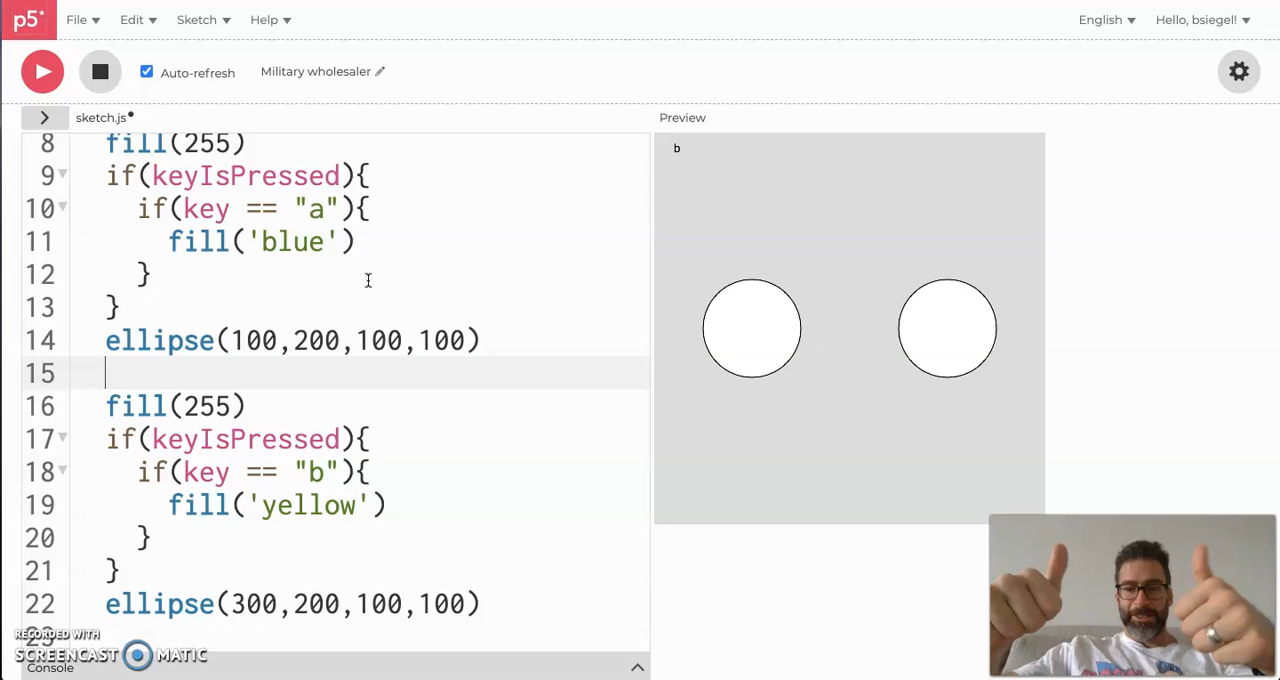 p5* File Edit Sketch Help English Hello, bsiegel!
Auto-refresh Military wholesaler
sketch.js Preview
8 fill(255)
9 if(keyIsPressed){
10 if(key == "a"){
11 fill('blue')
12 }
13 }
14 ellipse(100,200,100,100)
15
16 fill(255)
17 if(keyIsPressed){
18 if(key == "b"){
19 fill('yellow')
20 }
21 }
22 ellipse(300,200,100,100)
23
b
RECORDED WITH
SCREENCAST MATIC
Console